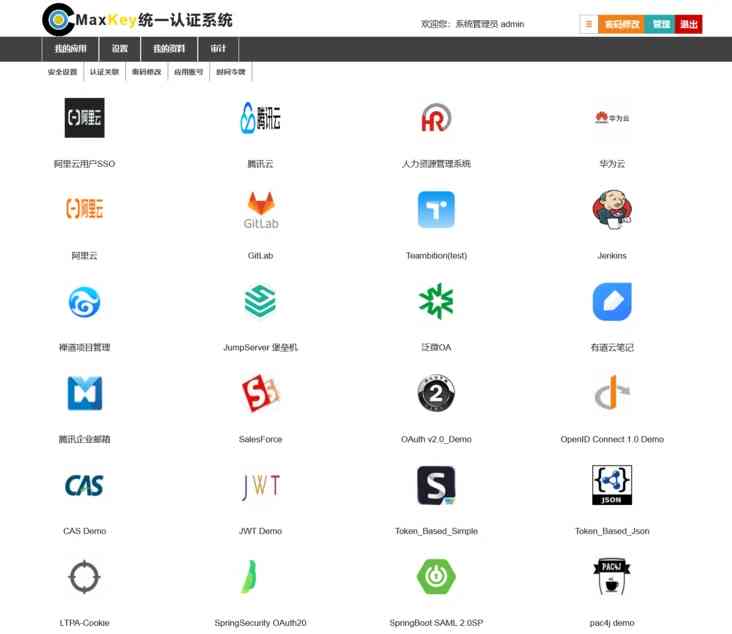 MaxKey统一认证系统
欢迎您：系统管理员 admin
密码修改 管理 退出
我的应用 设置 我的资料 审计
安全设置 认证关联 密码修改 应用账号 时间令牌
阿里云 腾讯云 HR 华为云
阿里云用户SSO 腾讯云 人力资源管理系统 华为云
阿里云 GitLab
阿里云 GitLab Teambition(test) Jenkins
禅道项目管理 JumpServer 堡垒机 泛微OA 有道云笔记
S 2
腾讯企业邮箱 SalesForce OAuth v2.0_Demo OpenID Connect 1.0 Demo
CAS JWT S JSON
CAS Demo JWT Demo Token_Based_Simple Token_Based_Json
PAC4J
LTPA-Cookie SpringSecurity OAuth20 SpringBoot SAML 2.0SP pac4j demo